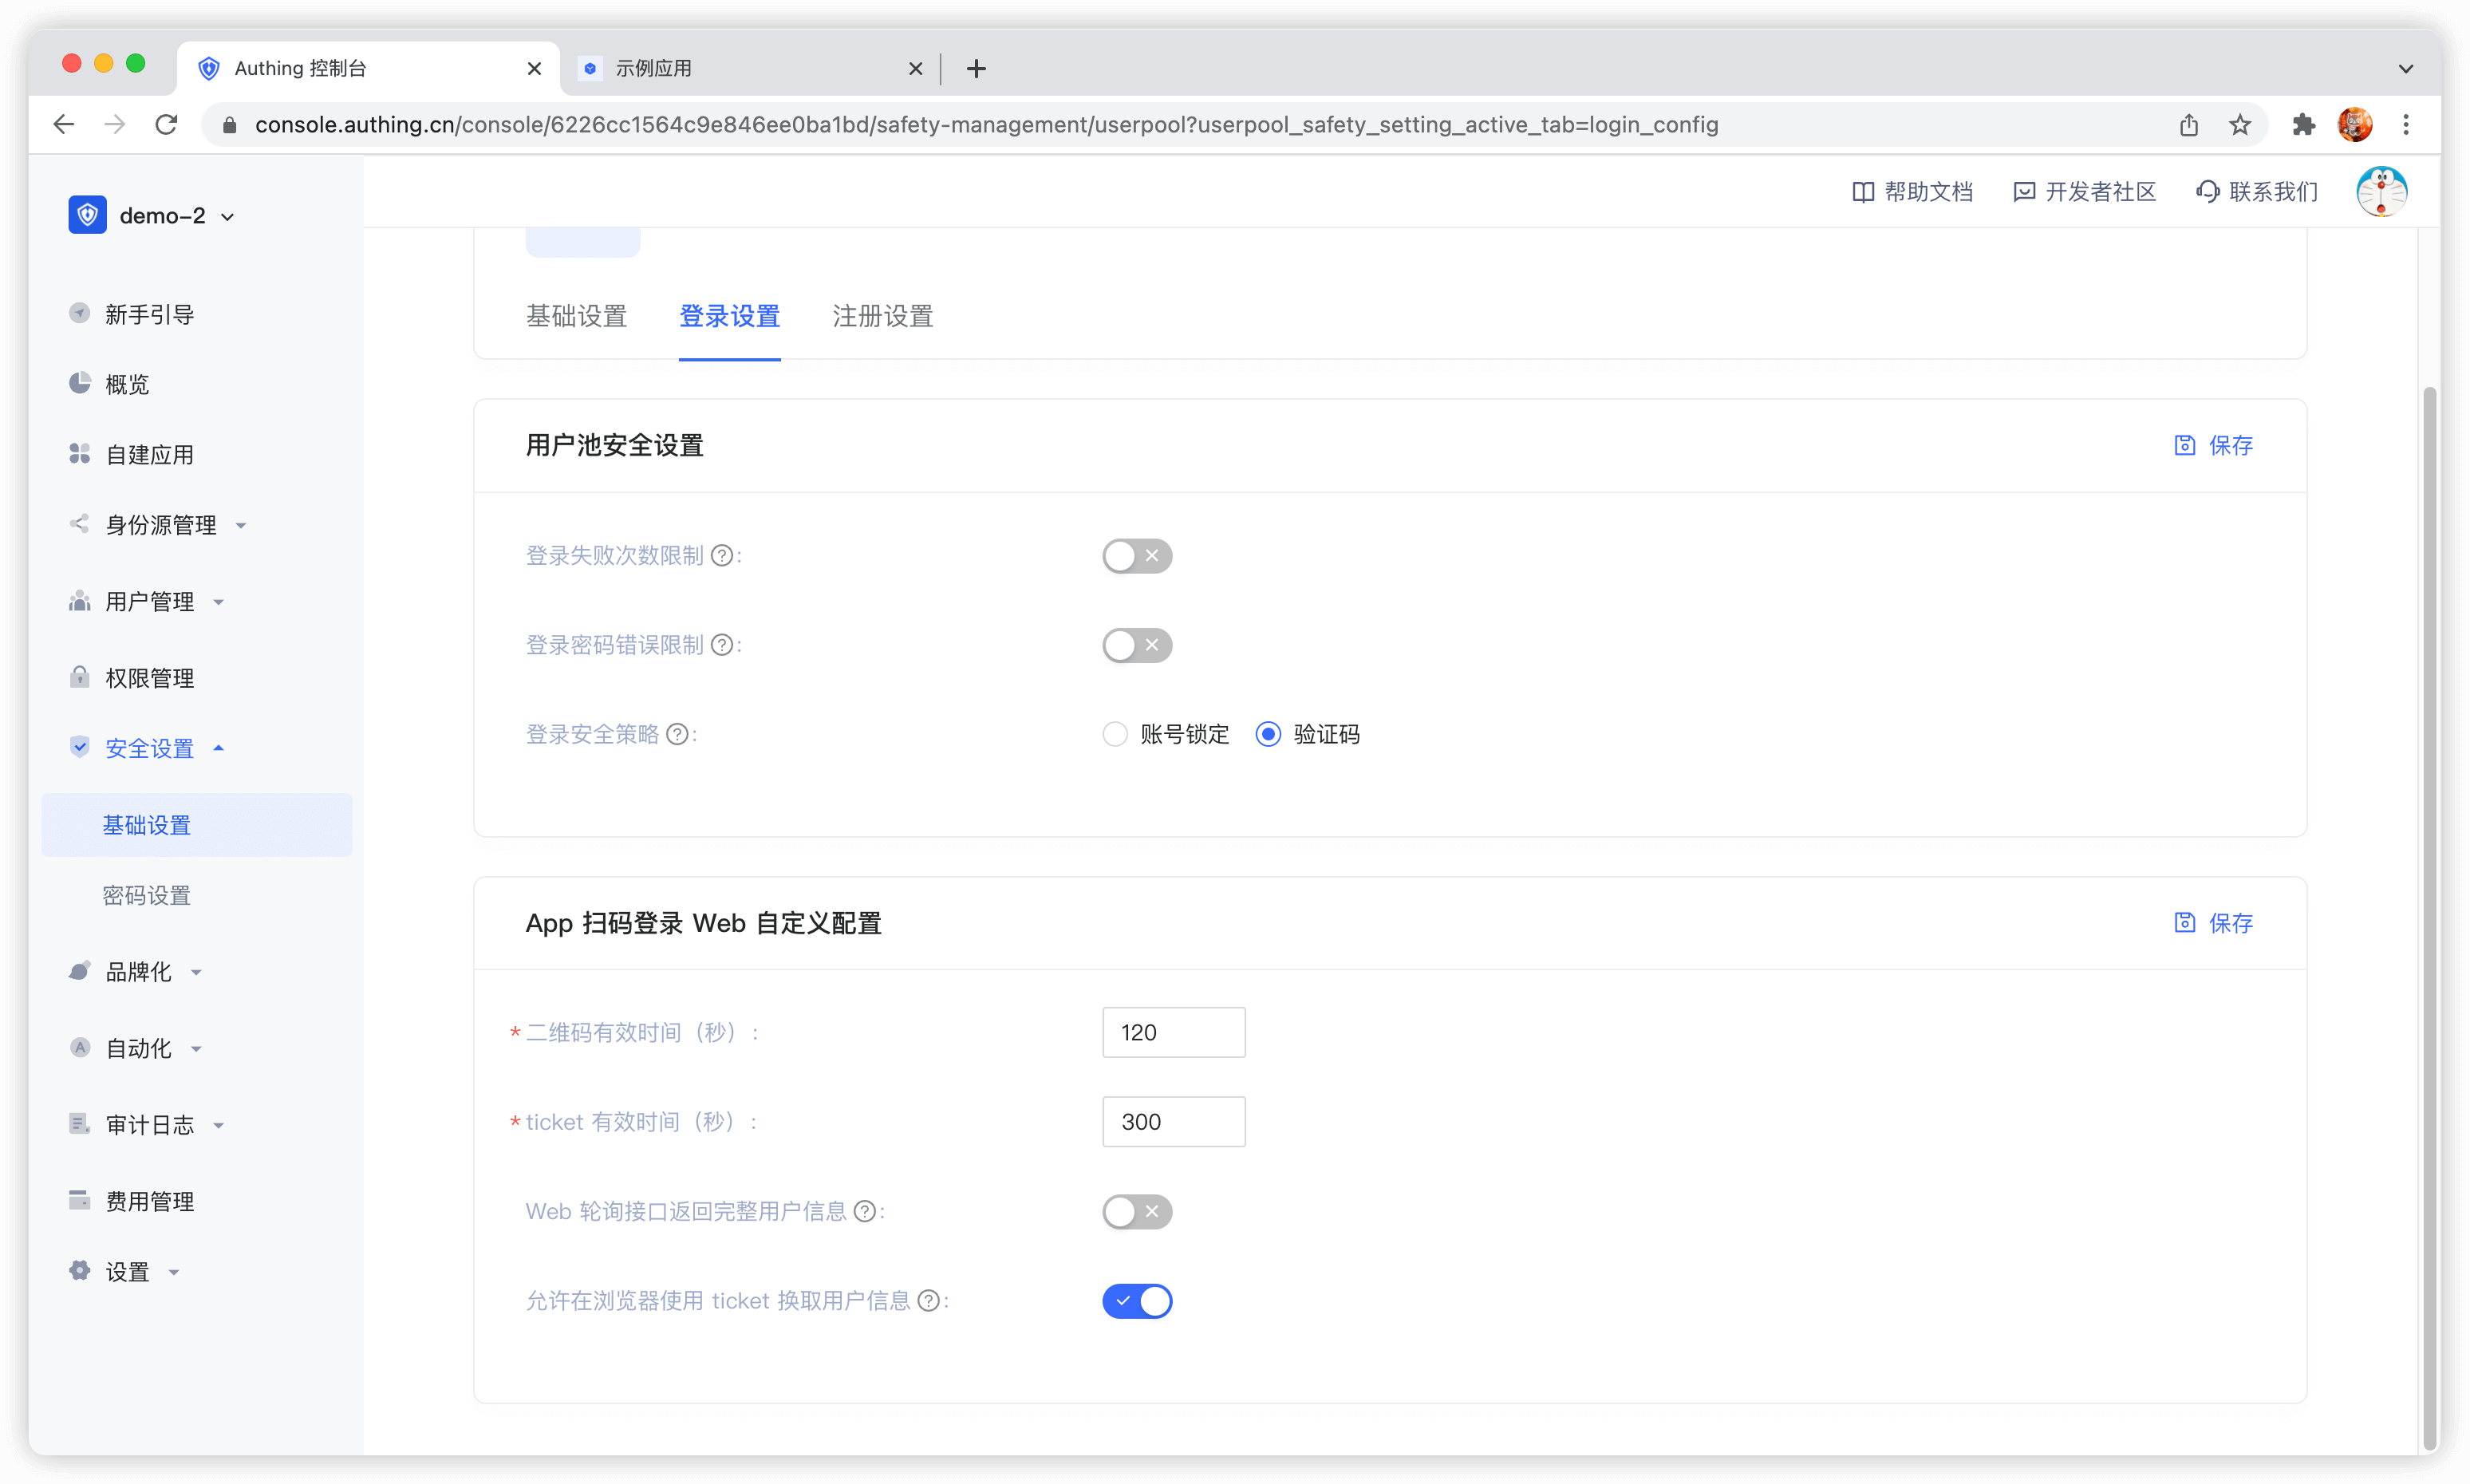 Authing 控制台
示例应用
console.authing.cn/console/6226cc1564c9e846ee0ba1bd/safety-management/userpool?userpool_safety_setting_active_tab=login_config
demo-2
帮助文档
开发者社区
联系我们
新手引导
概览
自建应用
身份源管理
用户管理
权限管理
安全设置
基础设置
密码设置
品牌化
自动化
审计日志
费用管理
设置
基础设置
登录设置
注册设置
用户池安全设置
保存
登录失败次数限制 ? :
登录密码错误限制 ? :
登录安全策略 ? :
账号锁定
验证码
App 扫码登录 Web 自定义配置
保存
* 二维码有效时间（秒） :
120
* ticket 有效时间（秒） :
300
Web 轮询接口返回完整用户信息 ? :
允许在浏览器使用 ticket 换取用户信息 ? :